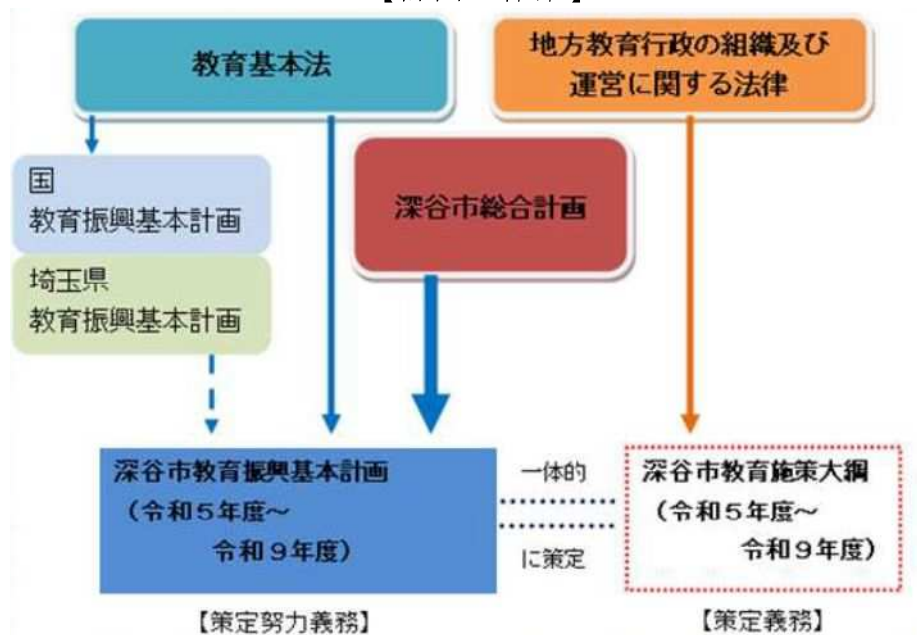 教育基本法
地方教育行政の組織及び
運営に関する法律
国
教育振興基本計画
埼玉県
教育振興基本計画
深谷市総合計画
深谷市教育振興基本計画
（令和５年度～
令和９年度）
一体的
に策定
深谷市教育施策大綱
（令和５年度～
令和９年度）
【策定努力義務】
【策定義務】